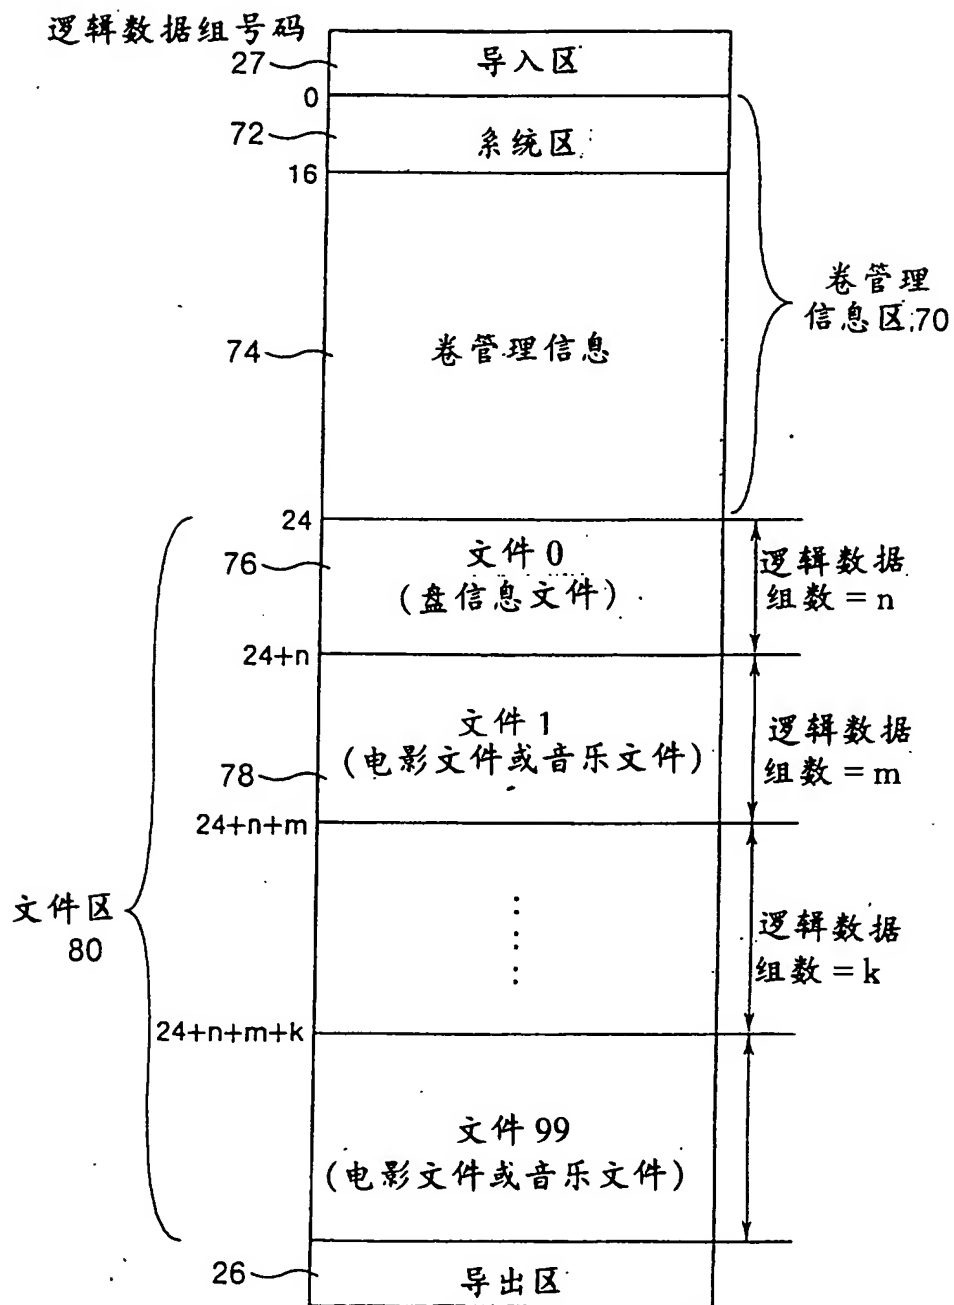 逻辑数据组号码
27
导入区
0
72
系统区
16
卷管理
信息区70
74
卷管理信息
24
76
文件 0
(盘信息文件)
逻辑数据
组数=n
24+n
文件 1
(电影文件或音乐文件)
78
逻辑数据
组数=m
24+n+m
文件区
80
逻辑数据
组数=k
24+n+m+k
文件 99
(电影文件或音乐文件)
26
导出区